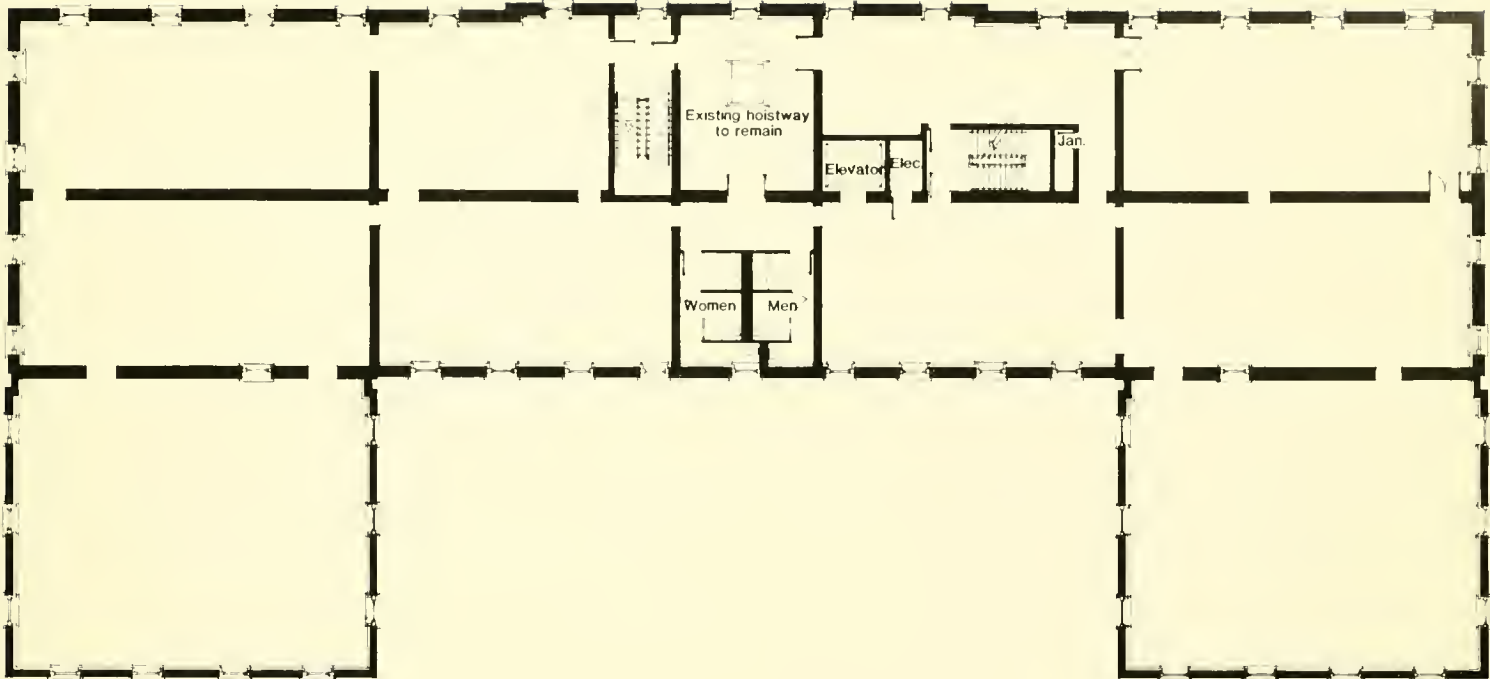 Existing hoistway
to remain
Jan.
Elevator
Elec.
Women
Men